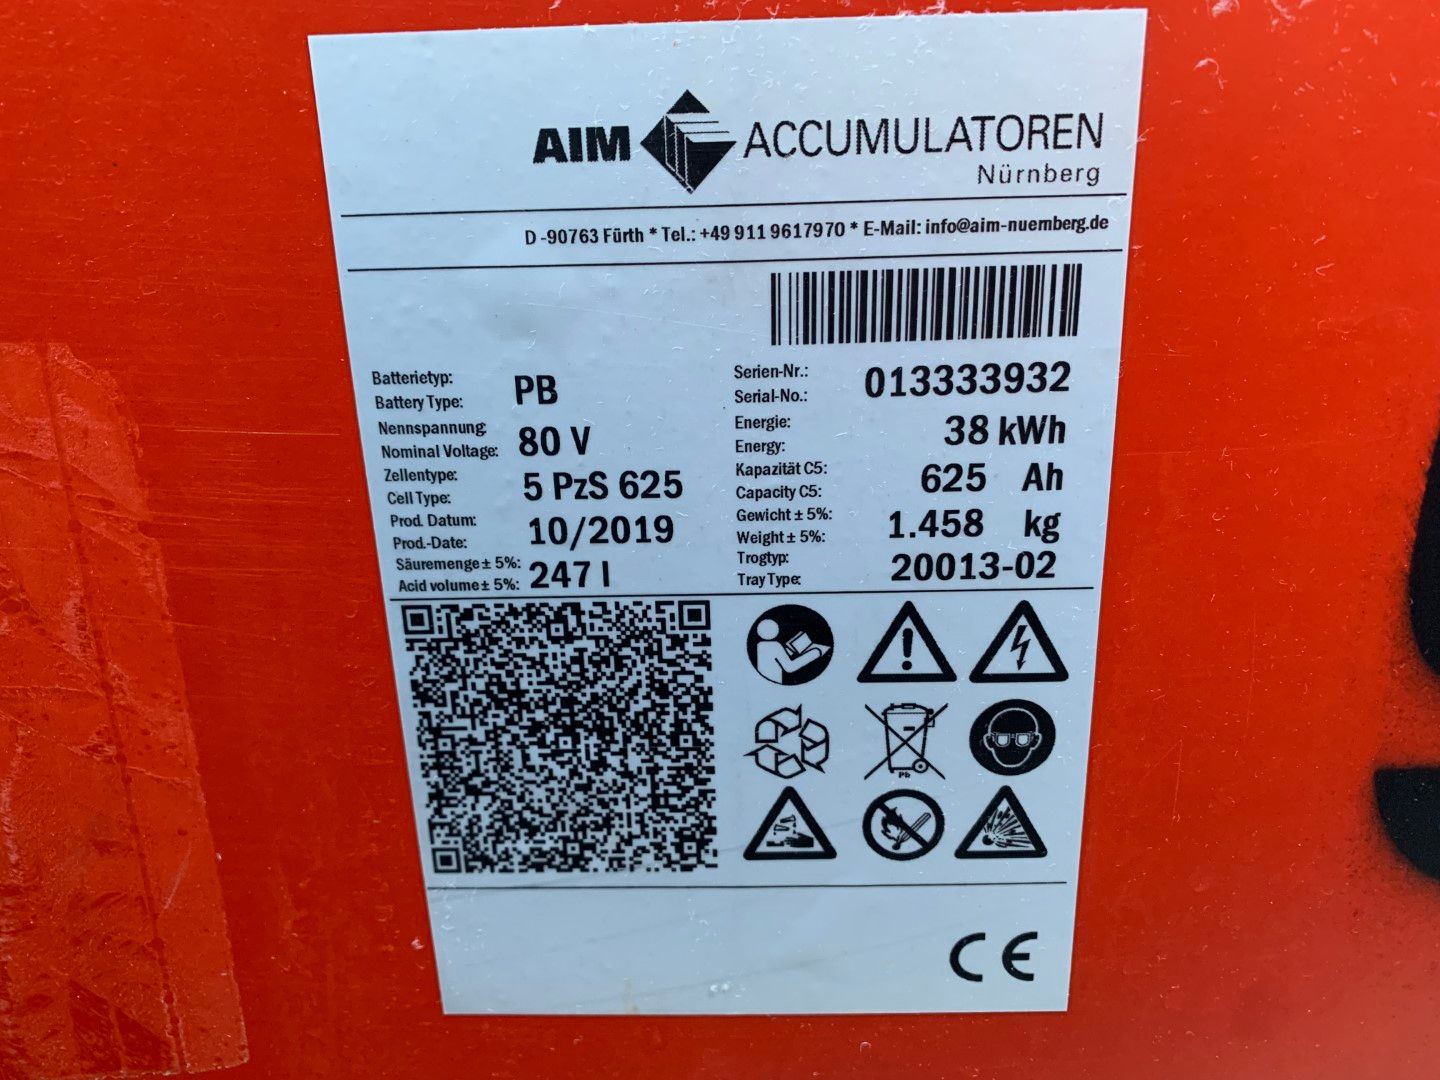 AIM ACCUMULATOREN
Nürnberg
D -90763 Fürth * Tel.: +49 911 9617970 * E-Mail: info@aim-nuernberg.de
Batterietyp:
Battery Type:
PB
Serien-Nr.:
Serial-No.:
013333932
Nennspannung:
Nominal Voltage:
80 V
Energie:
Energy:
38 kWh
Zellentype:
Cell Type:
5 PzS 625
Kapazität C5:
Capacity C5:
625 Ah
Prod. Datum:
Prod.-Date:
10/2019
Gewicht ± 5%:
Weight ± 5%:
1.458 kg
Säuremenge ± 5%:
Acid volume ± 5%:
247 l
Trogtyp:
Tray Type:
20013-02
Pb
CE